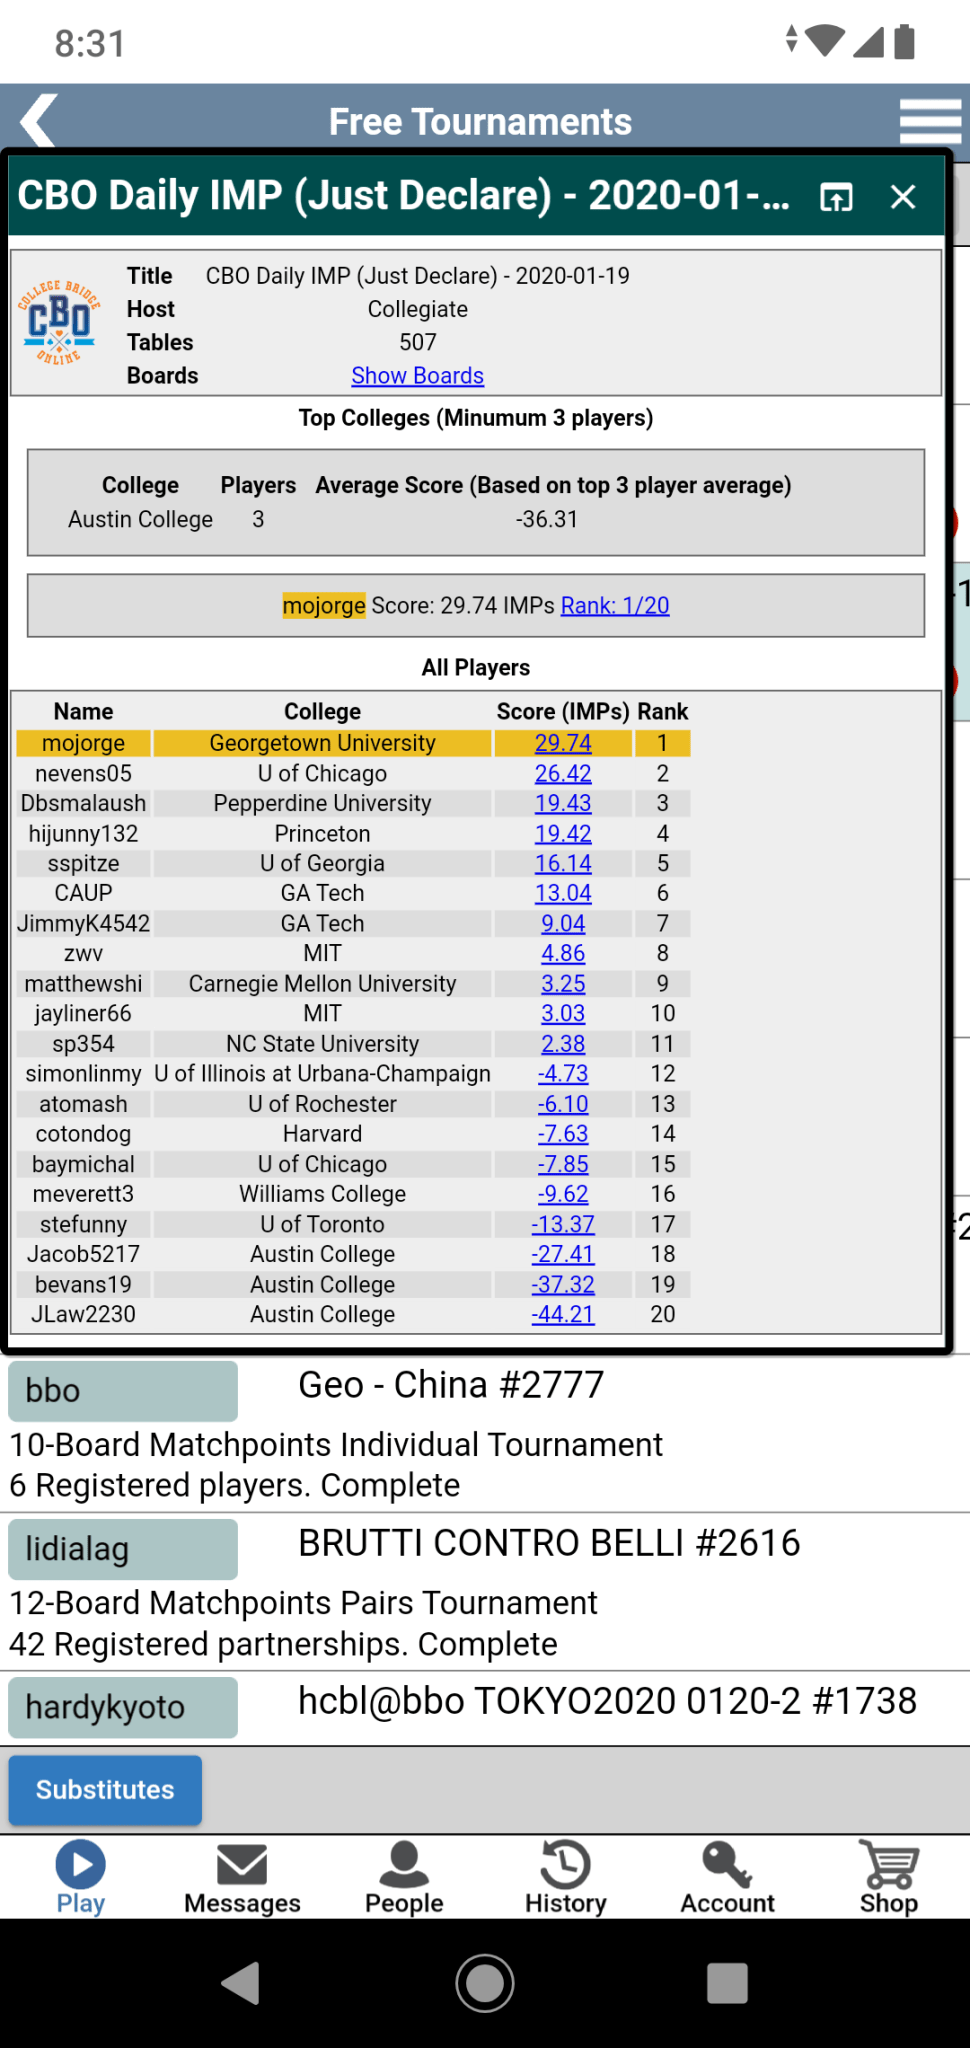 8:31
Free Tournaments
CBO Daily IMP (Just Declare) - 2020-01-...
COLLEGE BRIDGE
CBO
ONLINE
Title CBO Daily IMP (Just Declare) - 2020-01-19
Host Collegiate
Tables 507
Boards Show Boards
Top Colleges (Minumum 3 players)
College Players Average Score (Based on top 3 player average)
Austin College 3 -36.31
mojorge Score: 29.74 IMPs Rank: 1/20
All Players
Name College Score (IMPs) Rank
mojorge Georgetown University 29.74 1
nevens05 U of Chicago 26.42 2
Dbsmalaush Pepperdine University 19.43 3
hijunny132 Princeton 19.42 4
sspitze U of Georgia 16.14 5
CAUP GA Tech 13.04 6
JimmyK4542 GA Tech 9.04 7
zwv MIT 4.86 8
matthewshi Carnegie Mellon University 3.25 9
jayliner66 MIT 3.03 10
sp354 NC State University 2.38 11
simonlinmy U of Illinois at Urbana-Champaign -4.73 12
atomash U of Rochester -6.10 13
cotondog Harvard -7.63 14
baymichal U of Chicago -7.85 15
meverett3 Williams College -9.62 16
stefunny U of Toronto -13.37 17
Jacob5217 Austin College -27.41 18
bevans19 Austin College -37.32 19
JLaw2230 Austin College -44.21 20
bbo Geo - China #2777
10-Board Matchpoints Individual Tournament
6 Registered players. Complete
lidialag BRUTTI CONTRO BELLI #2616
12-Board Matchpoints Pairs Tournament
42 Registered partnerships. Complete
hardykyoto hcbl@bbo TOKYO2020 0120-2 #1738
Substitutes
Play Messages People History Account Shop